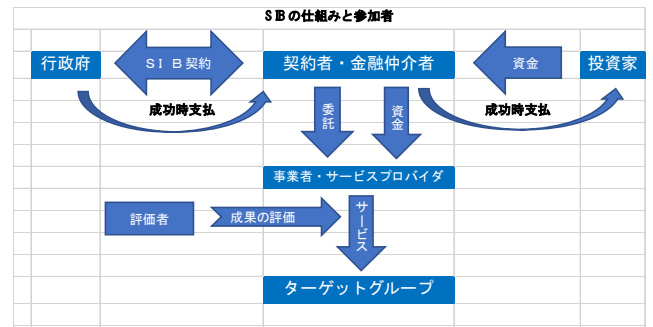 SIBの仕組みと参加者
行政府
SIB契約
契約者・金融仲介者
資金
投資家
成功時支払
委託
資金
成功時支払
事業者・サービスプロバイダ
評価者
成果の評価
サービス
ターゲットグループ